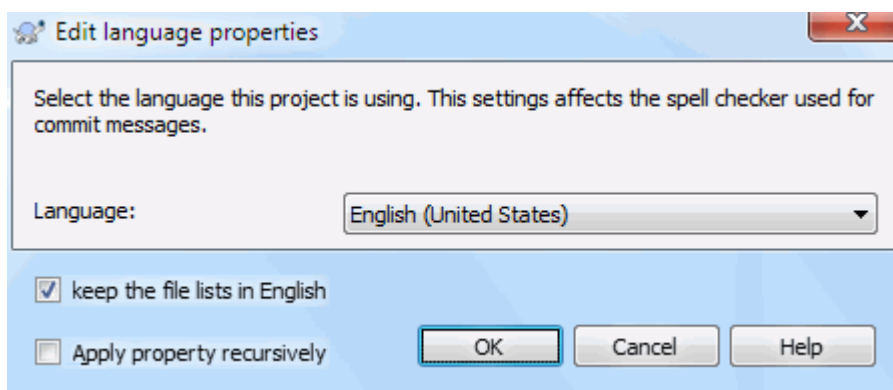 Edit language properties
Select the language this project is using. This settings affects the spell checker used for
commit messages.
Language: English (United States)
keep the file lists in English
Apply property recursively OK Cancel Help